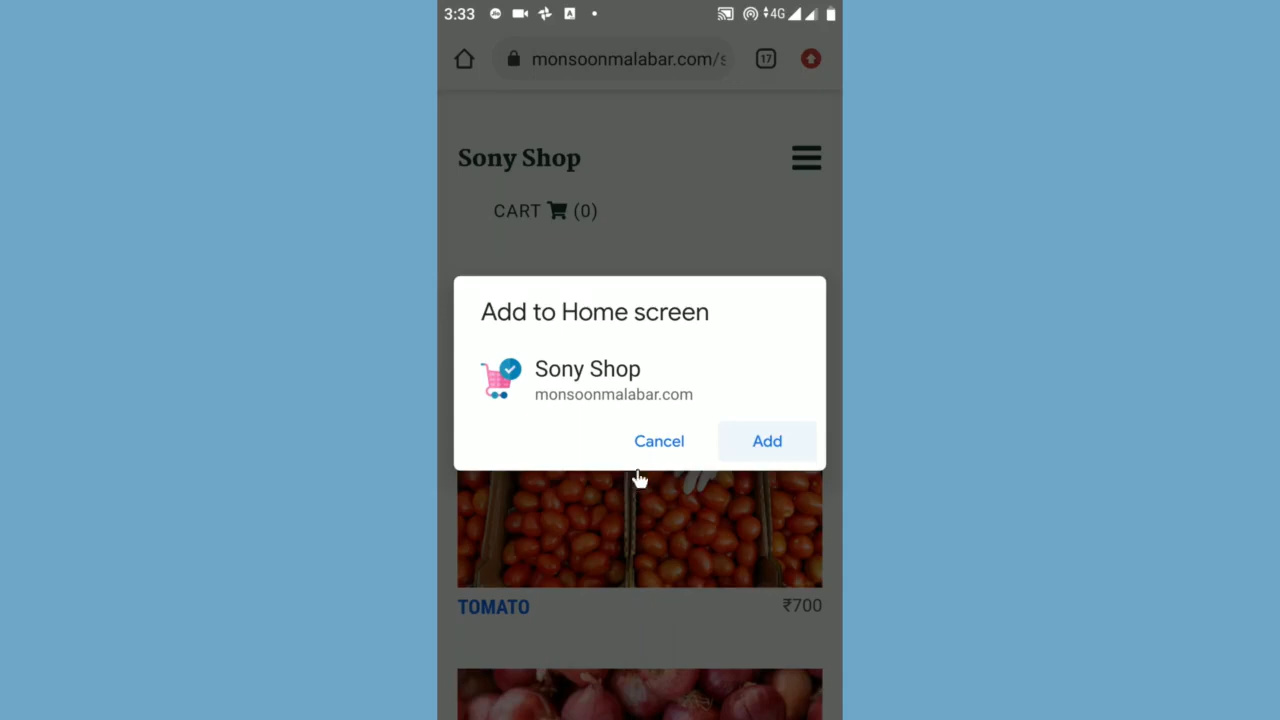 3:33 4G
monsoonmalabar.com/s
17
Sony Shop
CART (0)
Add to Home screen
Sony Shop
monsoonmalabar.com
Cancel Add
TOMATO ₹700